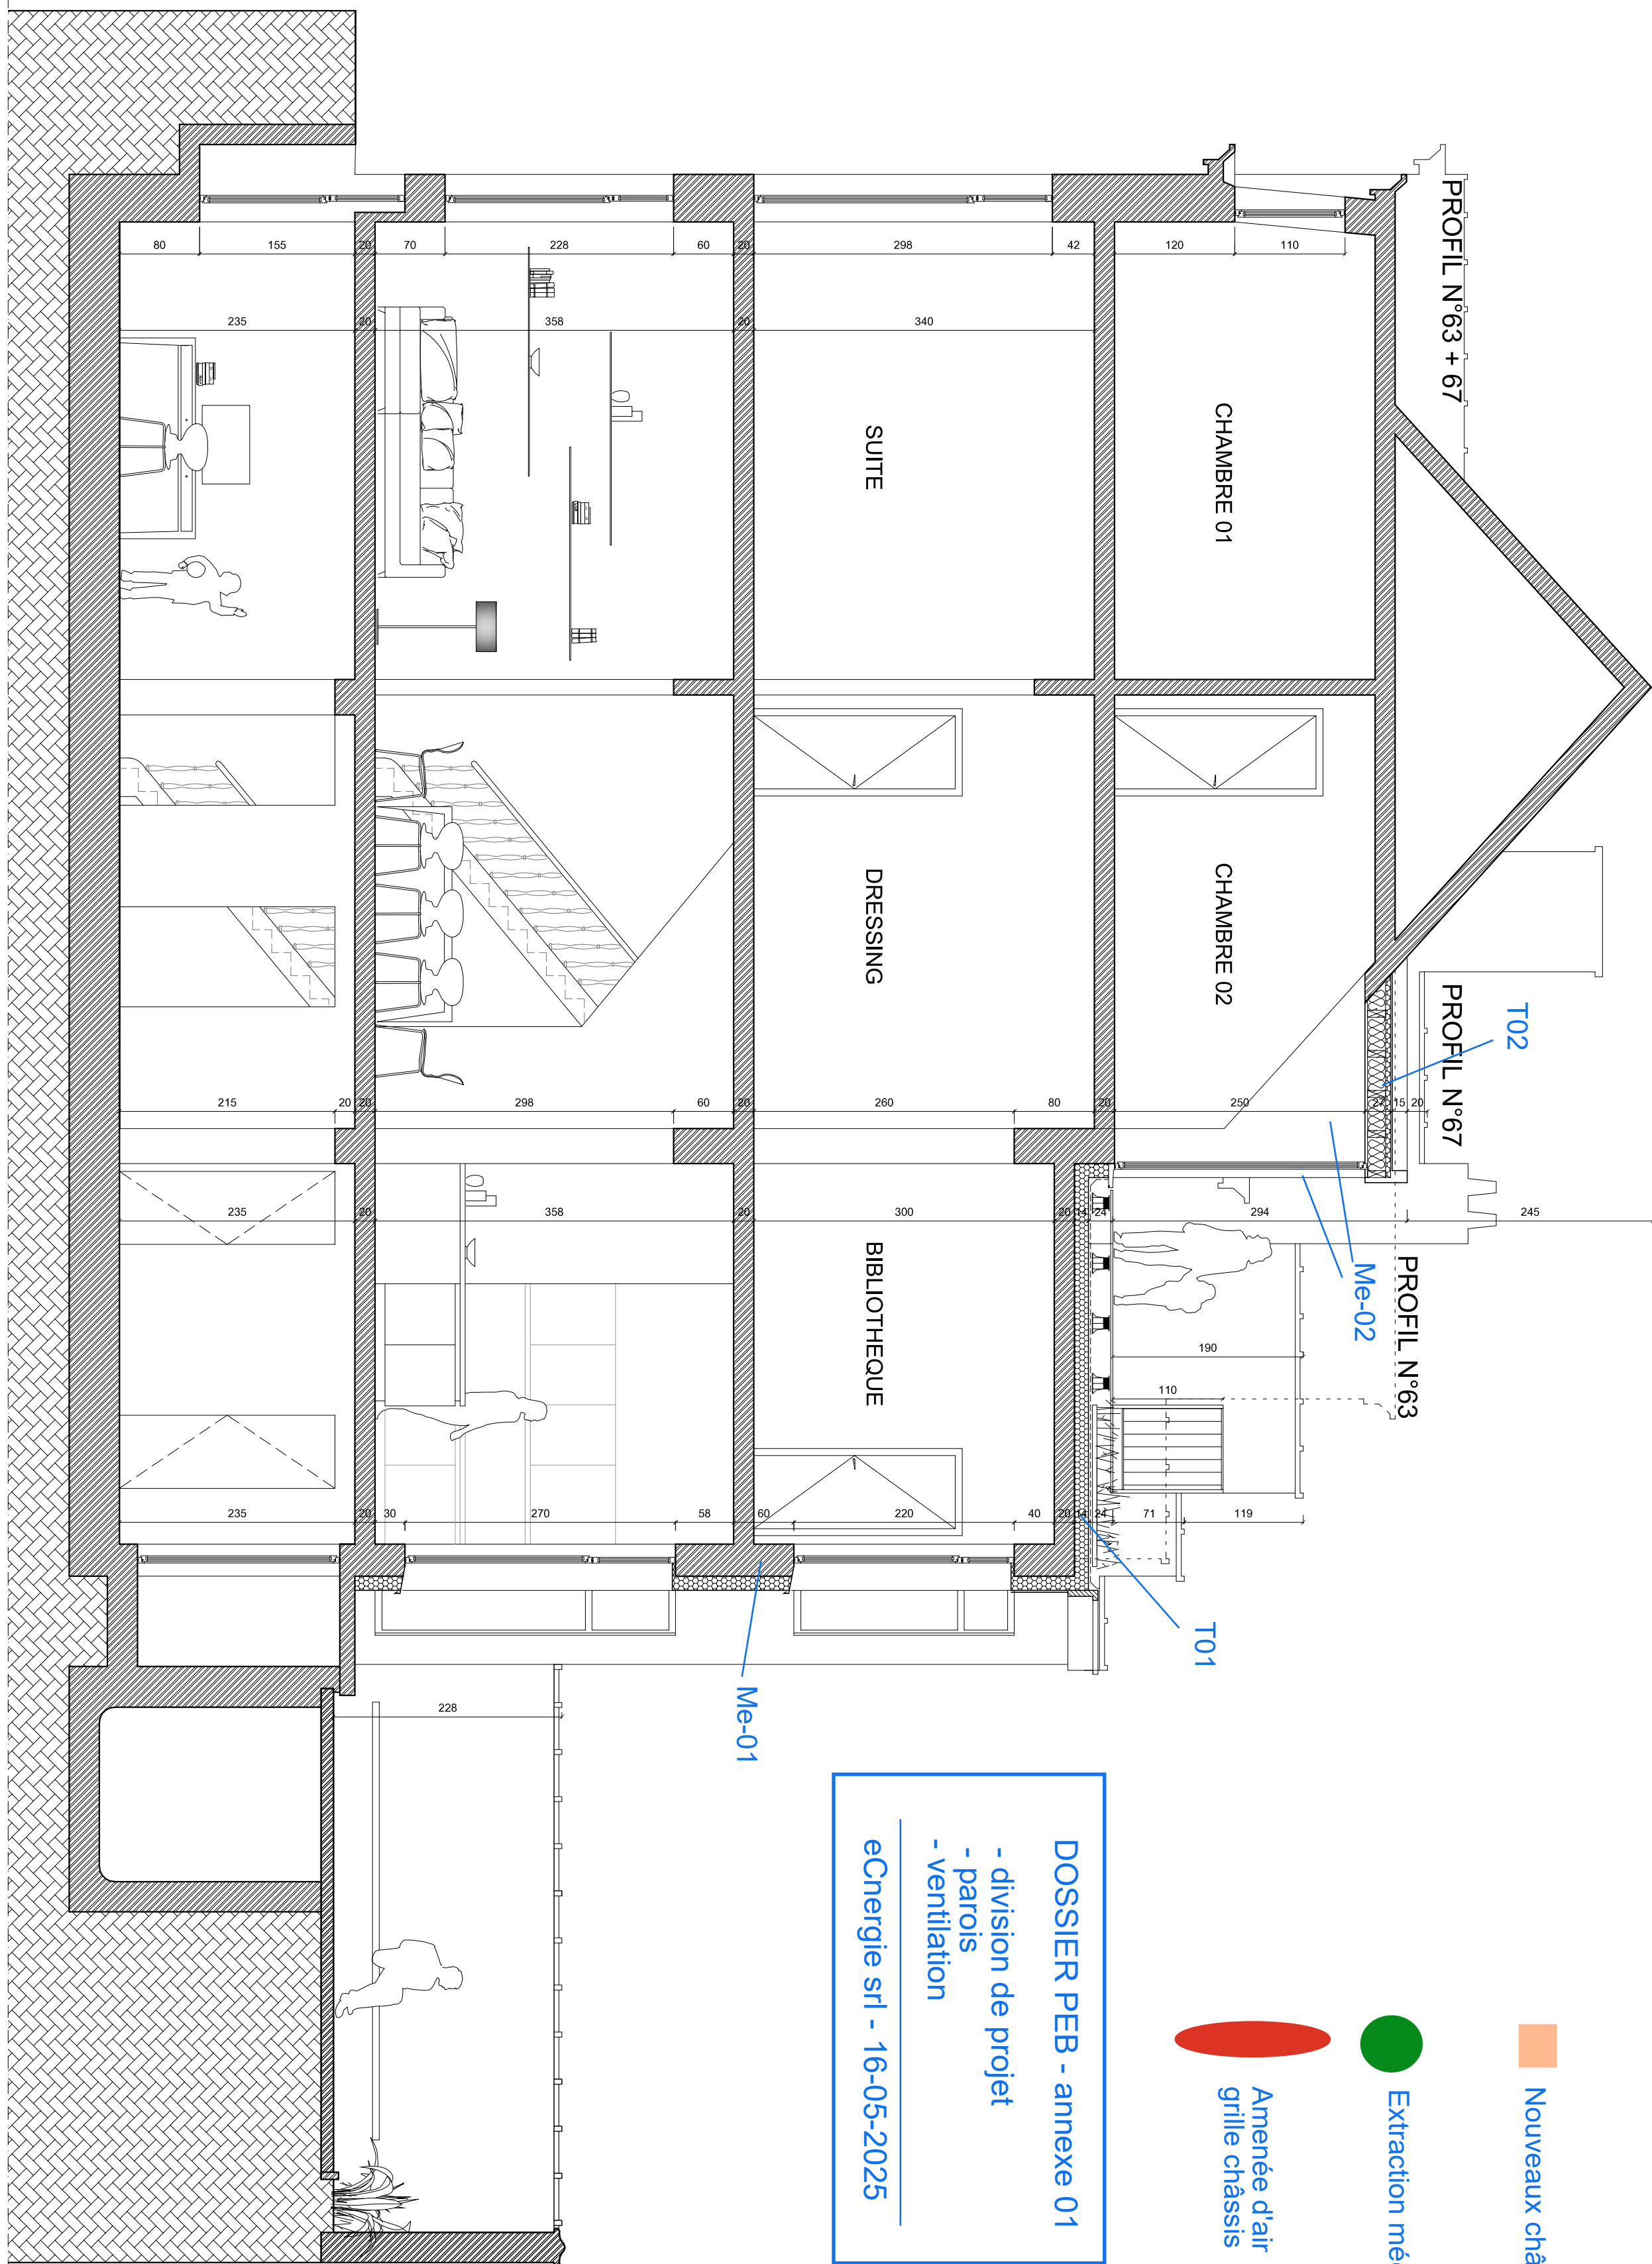 PROFIL N°63 + 67
80 155 20 70 228 60 20 298 42 120 110
235 20 358 20 340
SUITE
CHAMBRE 01
DRESSING
CHAMBRE 02
T02
PROFIL N°67
215 20 20 298 60 20 260 80 20 250 27 15 20
235 20 358 20 300 20 14 24 294 245
BIBLIOTHEQUE
Me-02
PROFIL N°63
190
110
235 20 30 270 58 60 220 40 20 14 24 71 119
T01
Me-01
228
DOSSIER PEB - annexe 01
- division de projet
- parois
- ventilation
eCnergie srl - 16-05-2025
Nouveaux châ
Extraction mé
Amenée d'air
grille châssis